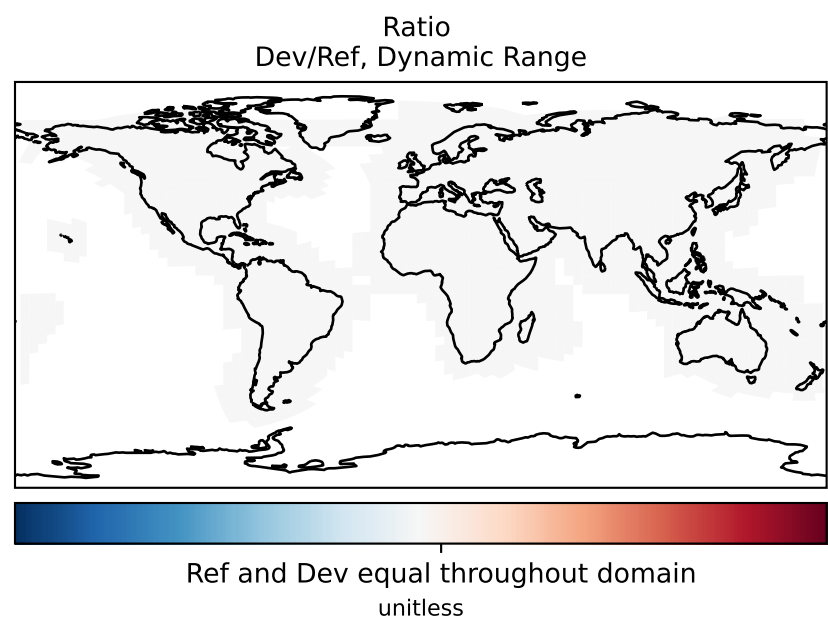 Ratio
Dev/Ref, Dynamic Range
Ref and Dev equal throughout domain
unitless